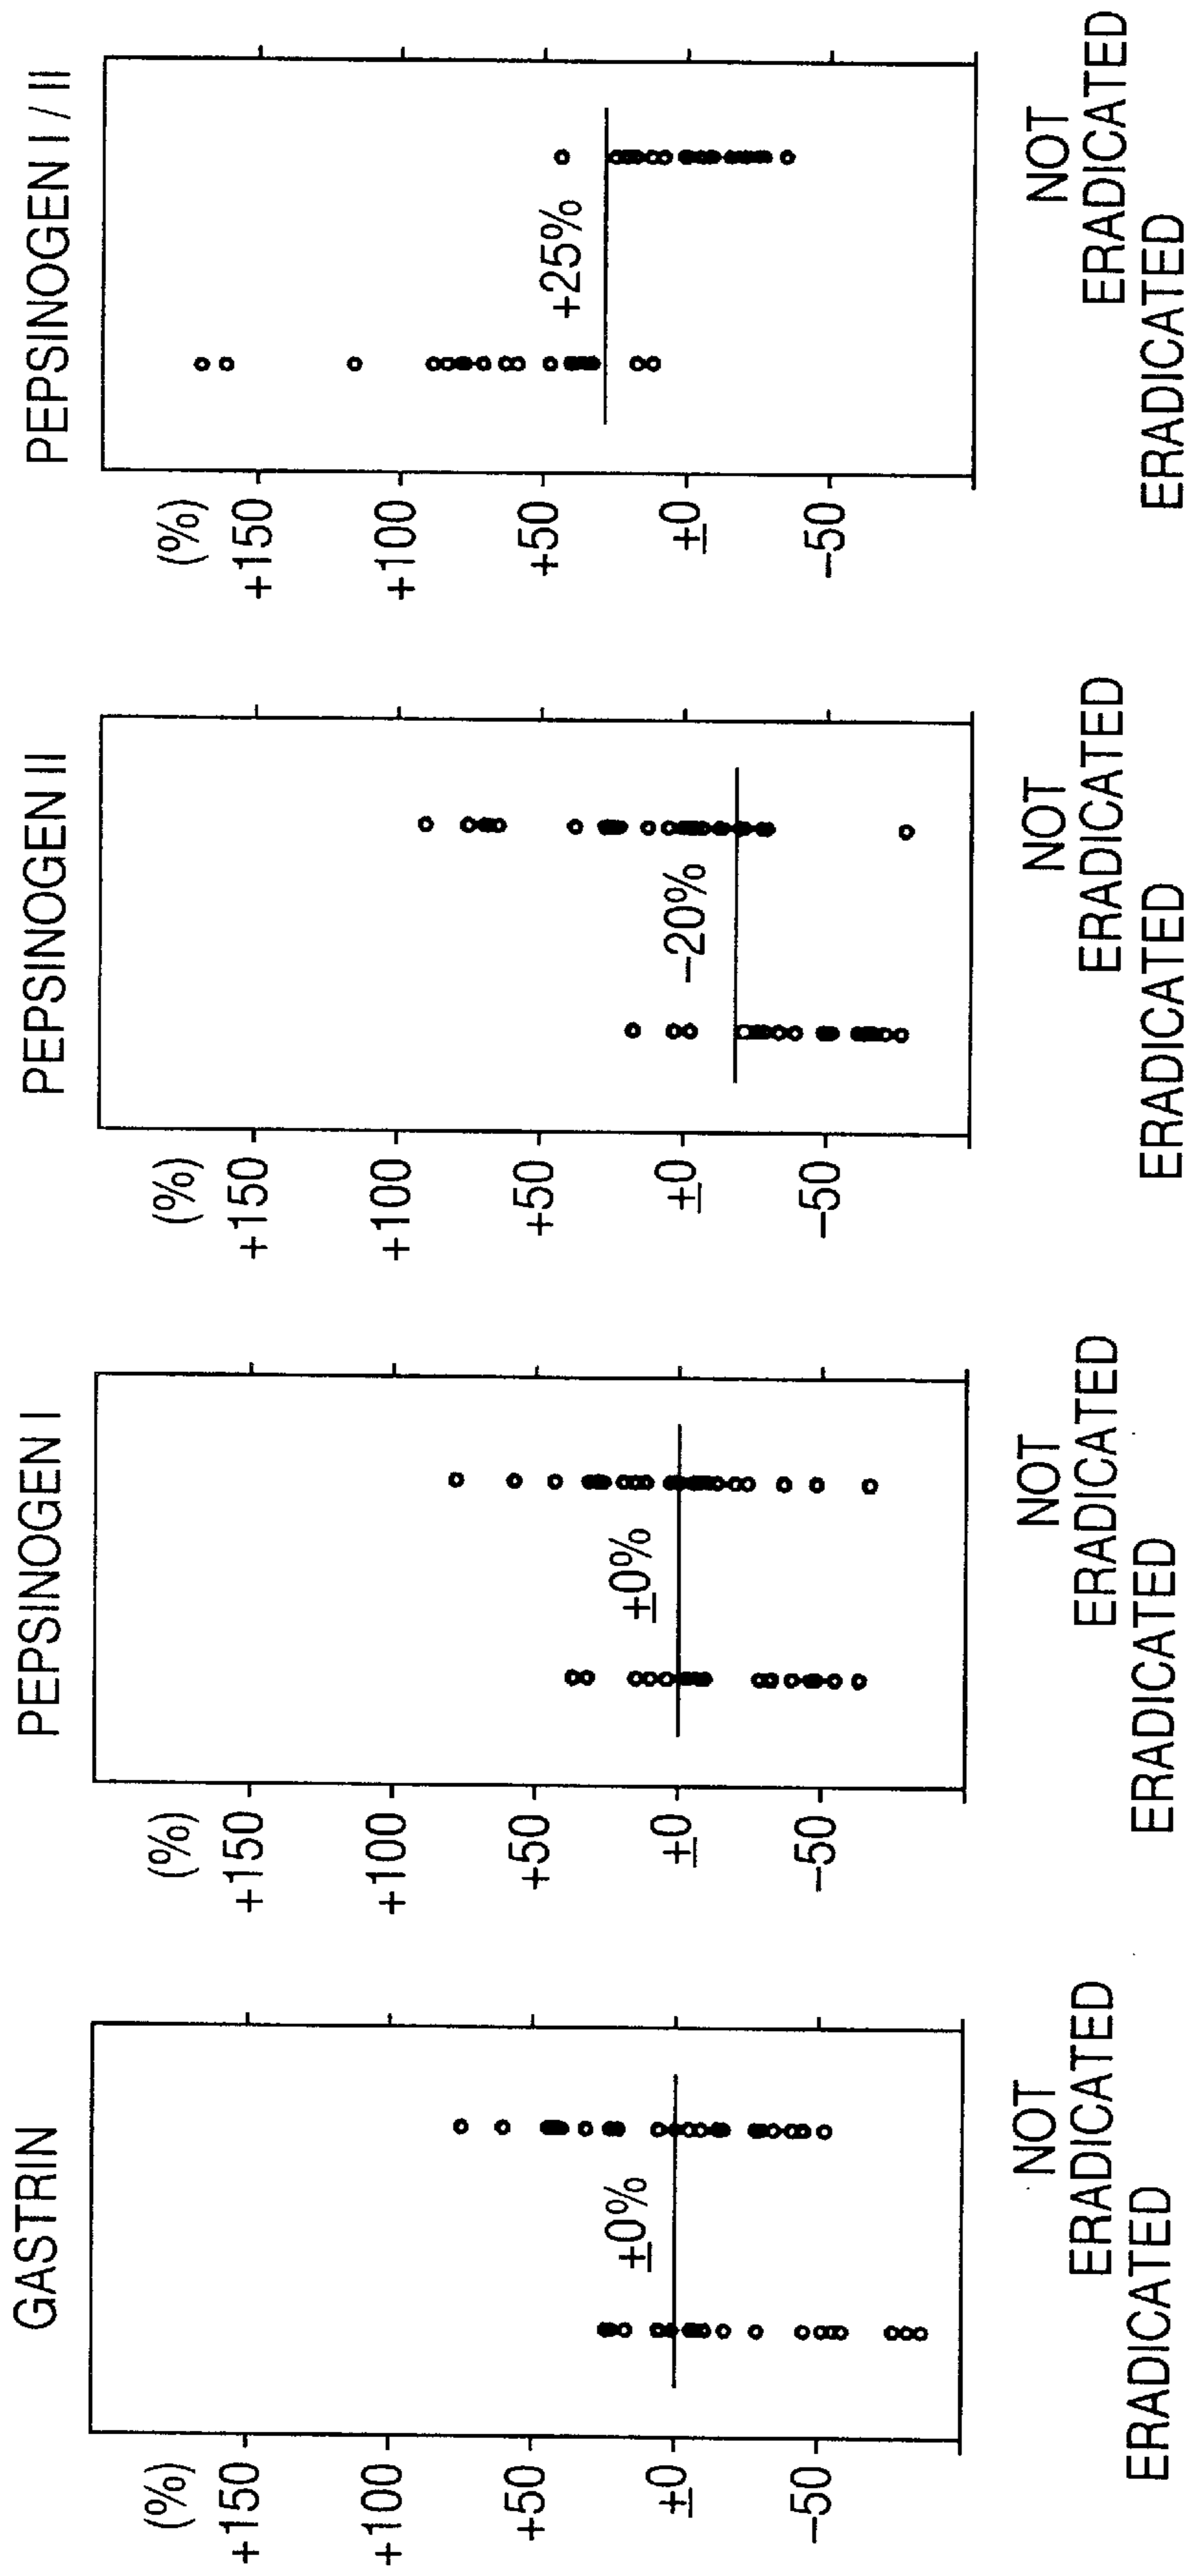 GASTRIN
(%)
+150
+100
+50
±0
-50
±0%
ERADICATED
NOT
ERADICATED
PEPSINOGEN I
(%)
+150
+100
+50
±0
-50
±0%
ERADICATED
NOT
ERADICATED
PEPSINOGEN II
(%)
+150
+100
+50
±0
-50
-20%
ERADICATED
NOT
ERADICATED
PEPSINOGEN I / II
(%)
+150
+100
+50
±0
-50
+25%
ERADICATED
NOT
ERADICATED